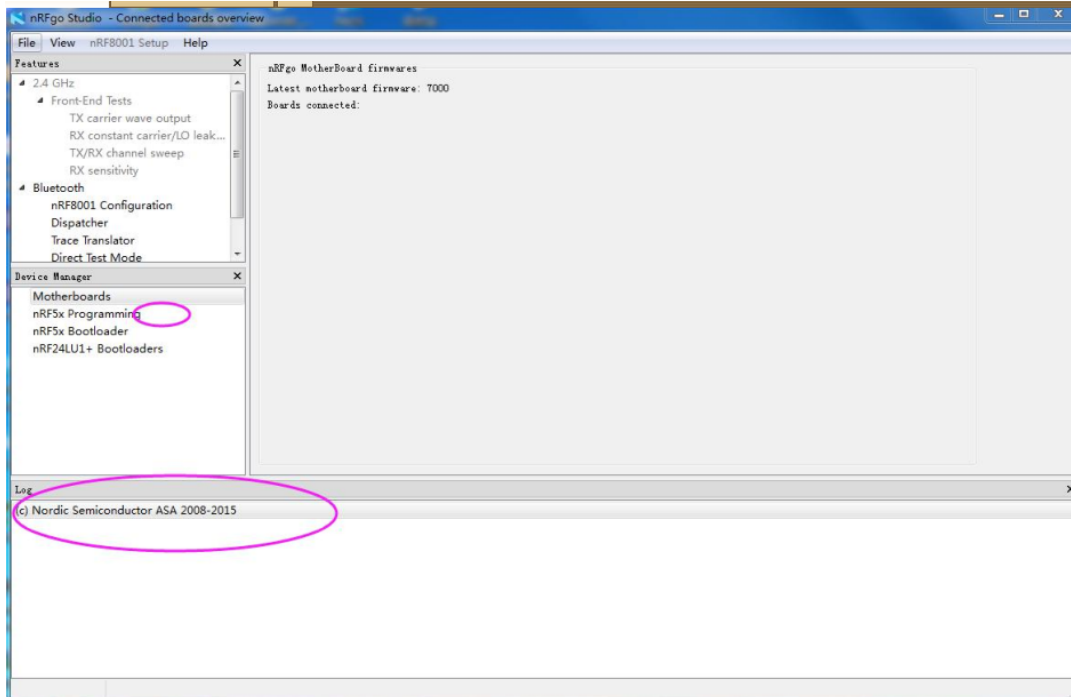 nRFgo Studio - Connected boards overview
File View nRF8001 Setup Help
Features
2.4 GHz
Front-End Tests
TX carrier wave output
RX constant carrier/LO leak...
TX/RX channel sweep
RX sensitivity
Bluetooth
nRF8001 Configuration
Dispatcher
Trace Translator
Direct Test Mode
Device Manager
Motherboards
nRF5x Programming
nRF5x Bootloader
nRF24LU1+ Bootloaders
nRFgo MotherBoard firmwares
Latest motherboard firmware: 7000
Boards connected:
Log
(c) Nordic Semiconductor ASA 2008-2015